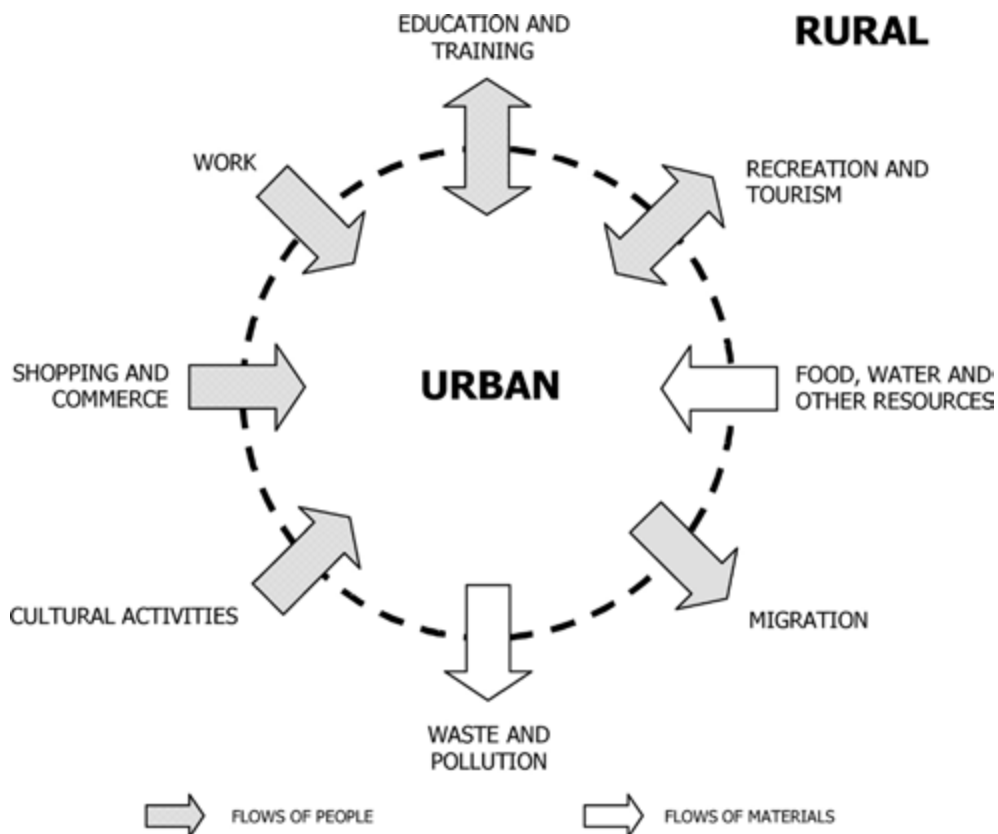 EDUCATION AND
TRAINING
RURAL
WORK
RECREATION AND
TOURISM
SHOPPING AND
COMMERCE
URBAN
FOOD, WATER AND
OTHER RESOURCES
CULTURAL ACTIVITIES
MIGRATION
WASTE AND
POLLUTION
FLOWS OF PEOPLE
FLOWS OF MATERIALS